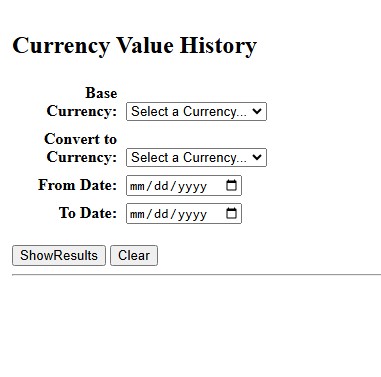 Currency Value History
Base
Currency: Select a Currency...
Convert to
Currency: Select a Currency...
From Date: mm/dd/yyyy
To Date: mm/dd/yyyy
ShowResults Clear